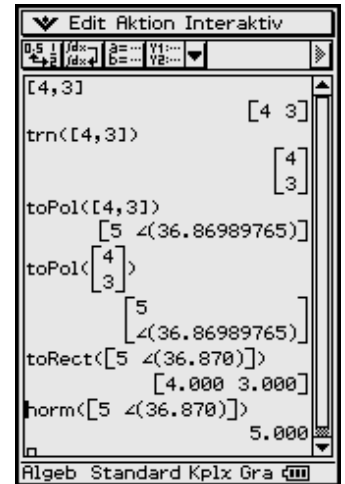 Edit Aktion Interaktiv
[4,3]
[4 3]
trn([4,3])
[4
3]
toPol([4,3])
[5 ∠(36.86989765)]
toPol([4
3])
[5
∠(36.86989765)]
toRect([5 ∠(36.870)])
[4.000 3.000]
norm([5 ∠(36.870)])
5.000
Algeb Standard Kplx Gra